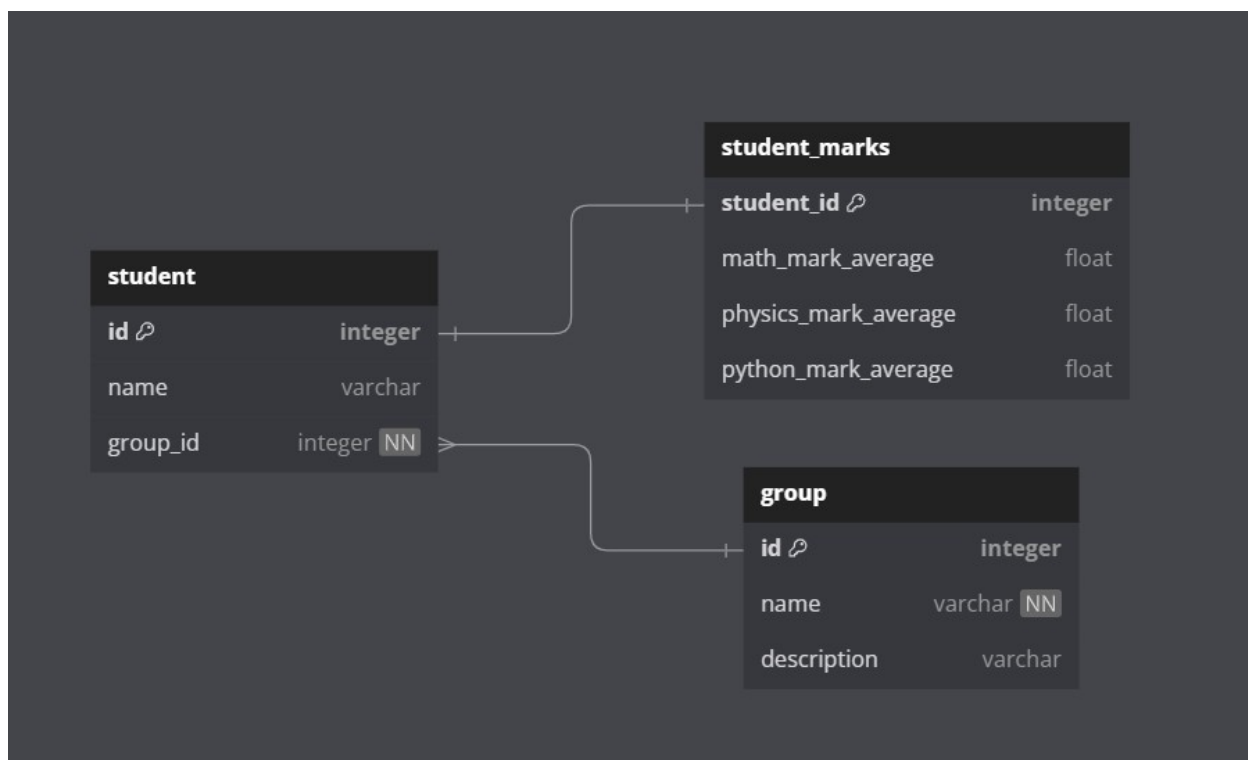 student
id integer
name varchar
group_id integer NN
student_marks
student_id integer
math_mark_average float
physics_mark_average float
python_mark_average float
group
id integer
name varchar NN
description varchar